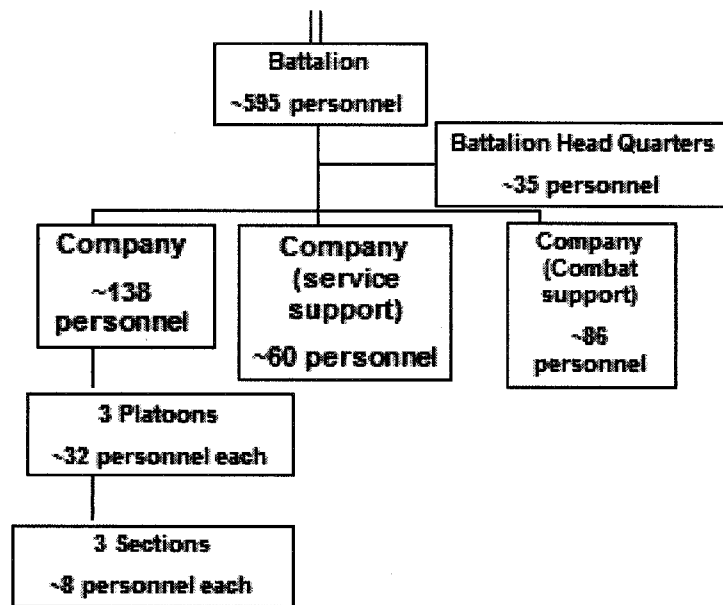 Battalion
~595 personnel
Battalion Head Quarters
~35 personnel
Company
~138
personnel
Company
(service
support)
~60 personnel
Company
(Combat
support)
~86
personnel
3 Platoons
~32 personnel each
3 Sections
~8 personnel each